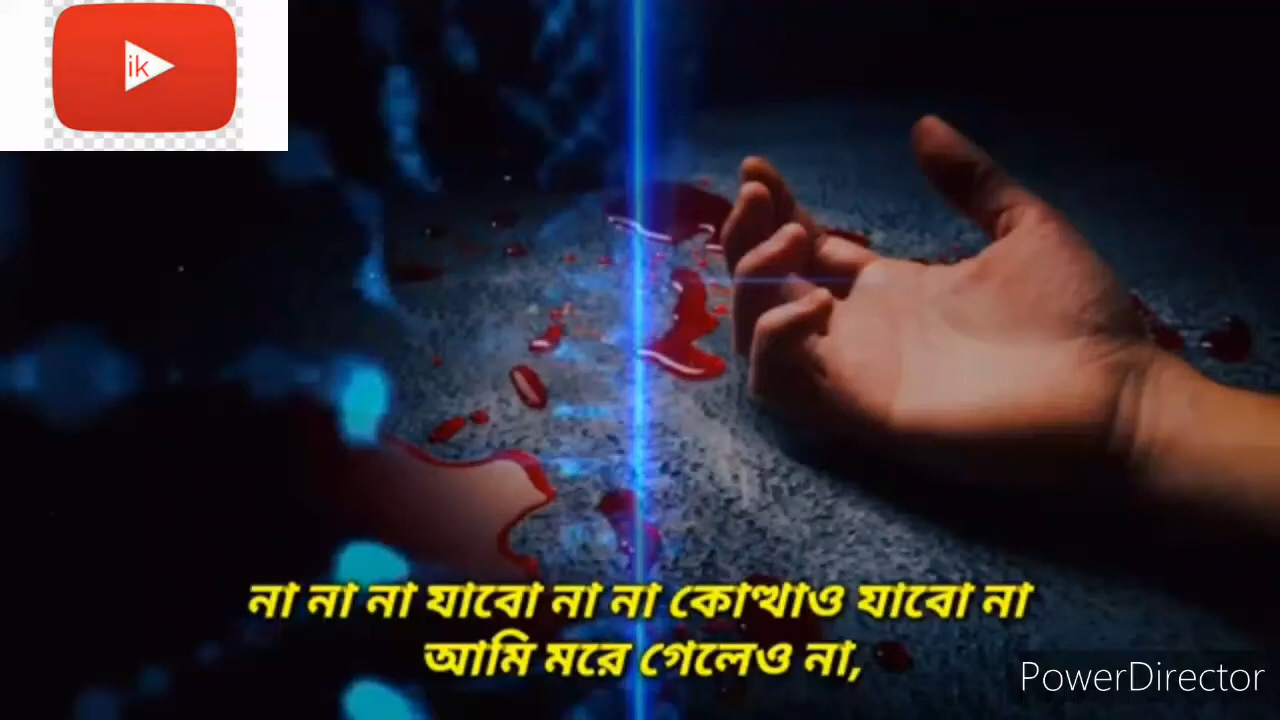 ik
না না না যাবো না না কোত্থাও যাবো না
আমি মরে গেলেও না,
PowerDirector